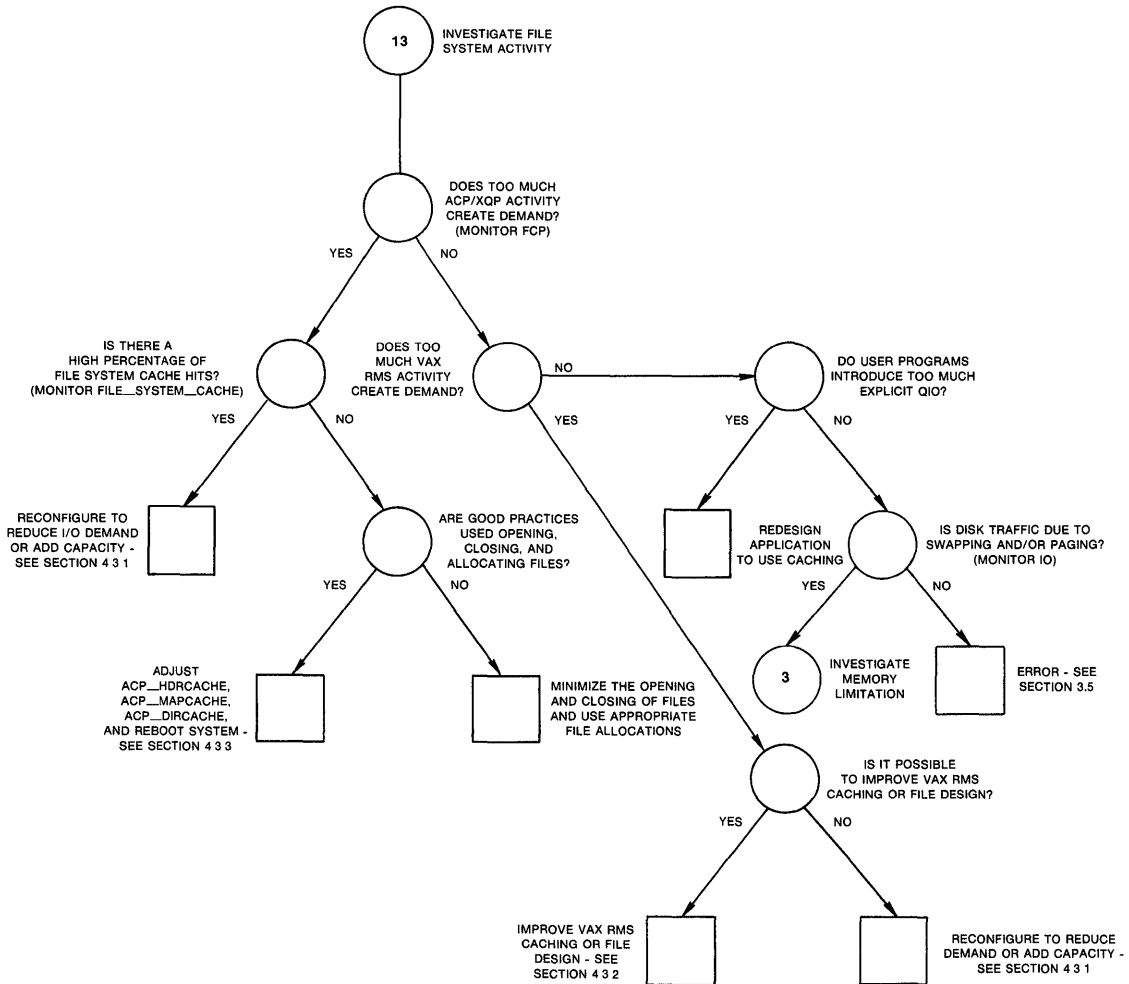 13
INVESTIGATE FILE
SYSTEM ACTIVITY
DOES TOO MUCH
ACP/XQP ACTIVITY
CREATE DEMAND?
(MONITOR FCP)
YES
NO
IS THERE A
HIGH PERCENTAGE OF
FILE SYSTEM CACHE HITS?
(MONITOR FILE__SYSTEM__CACHE)
DOES TOO
MUCH VAX
RMS ACTIVITY
CREATE DEMAND?
NO
DO USER PROGRAMS
INTRODUCE TOO MUCH
EXPLICIT QIO?
YES
NO
YES
YES
NO
RECONFIGURE TO
REDUCE I/O DEMAND
OR ADD CAPACITY -
SEE SECTION 4 3 1
ARE GOOD PRACTICES
USED OPENING,
CLOSING, AND
ALLOCATING FILES?
REDESIGN
APPLICATION
TO USE CACHING
IS DISK TRAFFIC DUE TO
SWAPPING AND/OR PAGING?
(MONITOR IO)
YES
NO
YES
NO
ADJUST
ACP__HDRCACHE,
ACP__MAPCACHE,
ACP__DIRCACHE,
AND REBOOT SYSTEM -
SEE SECTION 4 3 3
MINIMIZE THE OPENING
AND CLOSING OF FILES
AND USE APPROPRIATE
FILE ALLOCATIONS
3
INVESTIGATE
MEMORY
LIMITATION
ERROR - SEE
SECTION 3.5
IS IT POSSIBLE
TO IMPROVE VAX RMS
CACHING OR FILE DESIGN?
YES
NO
IMPROVE VAX RMS
CACHING OR FILE
DESIGN - SEE
SECTION 4 3 2
RECONFIGURE TO REDUCE
DEMAND OR ADD CAPACITY -
SEE SECTION 4 3 1